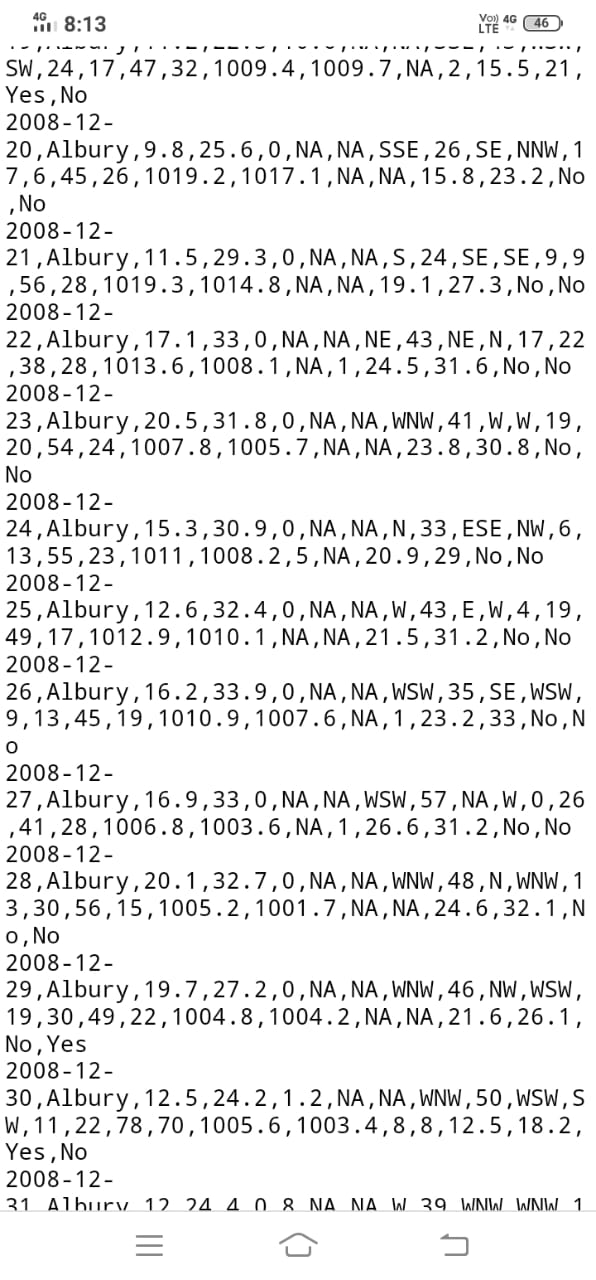 4G 8:13 Vo)) 4G LTE 46
SW,24,17,47,32,1009.4,1009.7,NA,2,15.5,21,
Yes,No
2008-12-
20,Albury,9.8,25.6,0,NA,NA,SSE,26,SE,NNW,1
7,6,45,26,1019.2,1017.1,NA,NA,15.8,23.2,No
,No
2008-12-
21,Albury,11.5,29.3,0,NA,NA,S,24,SE,SE,9,9
,56,28,1019.3,1014.8,NA,NA,19.1,27.3,No,No
2008-12-
22,Albury,17.1,33,0,NA,NA,NE,43,NE,N,17,22
,38,28,1013.6,1008.1,NA,1,24.5,31.6,No,No
2008-12-
23,Albury,20.5,31.8,0,NA,NA,WNW,41,W,W,19,
20,54,24,1007.8,1005.7,NA,NA,23.8,30.8,No,
No
2008-12-
24,Albury,15.3,30.9,0,NA,NA,N,33,ESE,NW,6,
13,55,23,1011,1008.2,5,NA,20.9,29,No,No
2008-12-
25,Albury,12.6,32.4,0,NA,NA,W,43,E,W,4,19,
49,17,1012.9,1010.1,NA,NA,21.5,31.2,No,No
2008-12-
26,Albury,16.2,33.9,0,NA,NA,WSW,35,SE,WSW,
9,13,45,19,1010.9,1007.6,NA,1,23.2,33,No,N
o
2008-12-
27,Albury,16.9,33,0,NA,NA,WSW,57,NA,W,0,26
,41,28,1006.8,1003.6,NA,1,26.6,31.2,No,No
2008-12-
28,Albury,20.1,32.7,0,NA,NA,WNW,48,N,WNW,1
3,30,56,15,1005.2,1001.7,NA,NA,24.6,32.1,N
o,No
2008-12-
29,Albury,19.7,27.2,0,NA,NA,WNW,46,NW,WSW,
19,30,49,22,1004.8,1004.2,NA,NA,21.6,26.1,
No,Yes
2008-12-
30,Albury,12.5,24.2,1.2,NA,NA,WNW,50,WSW,S
W,11,22,78,70,1005.6,1003.4,8,8,12.5,18.2,
Yes,No
2008-12-
31 Albury 12 24 4 0 8 NA NA W 39 WNW WNW 1